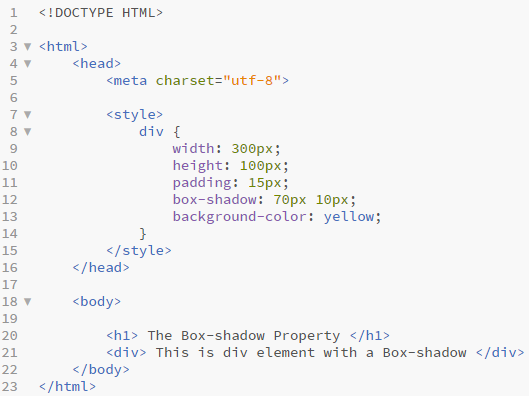 1 <!DOCTYPE HTML>
2
3 <html>
4 <head>
5 <meta charset="utf-8">
6
7 <style>
8 div {
9 width: 300px;
10 height: 100px;
11 padding: 15px;
12 box-shadow: 70px 10px;
13 background-color: yellow;
14 }
15 </style>
16 </head>
17
18 <body>
19
20 <h1> The Box-shadow Property </h1>
21 <div> This is div element with a Box-shadow </div>
22 </body>
23 </html>